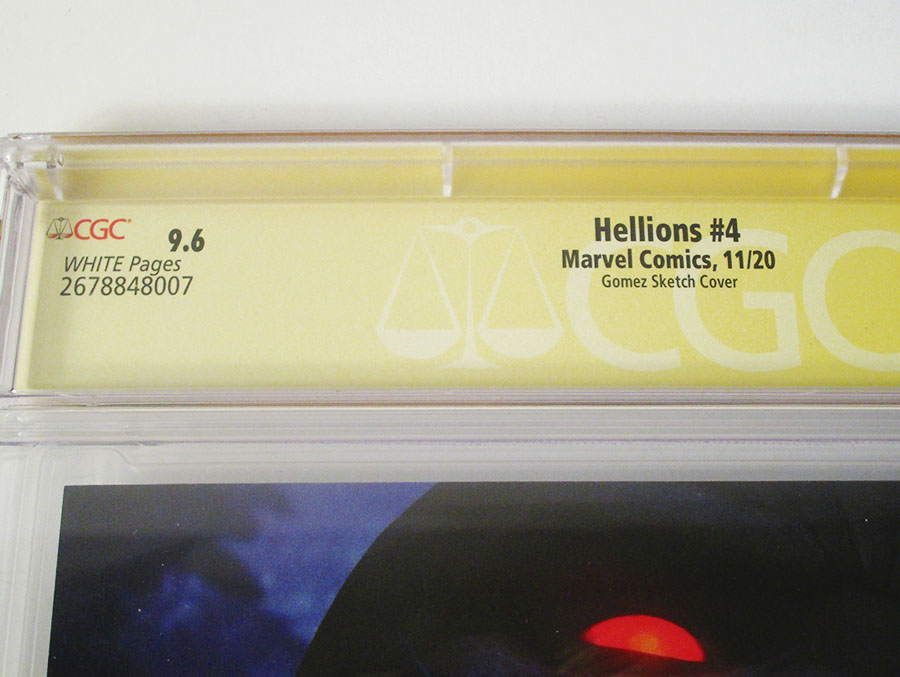 CGC
9.6
WHITE Pages
2678848007
Hellions #4
Marvel Comics, 11/20
Gomez Sketch Cover
CGC